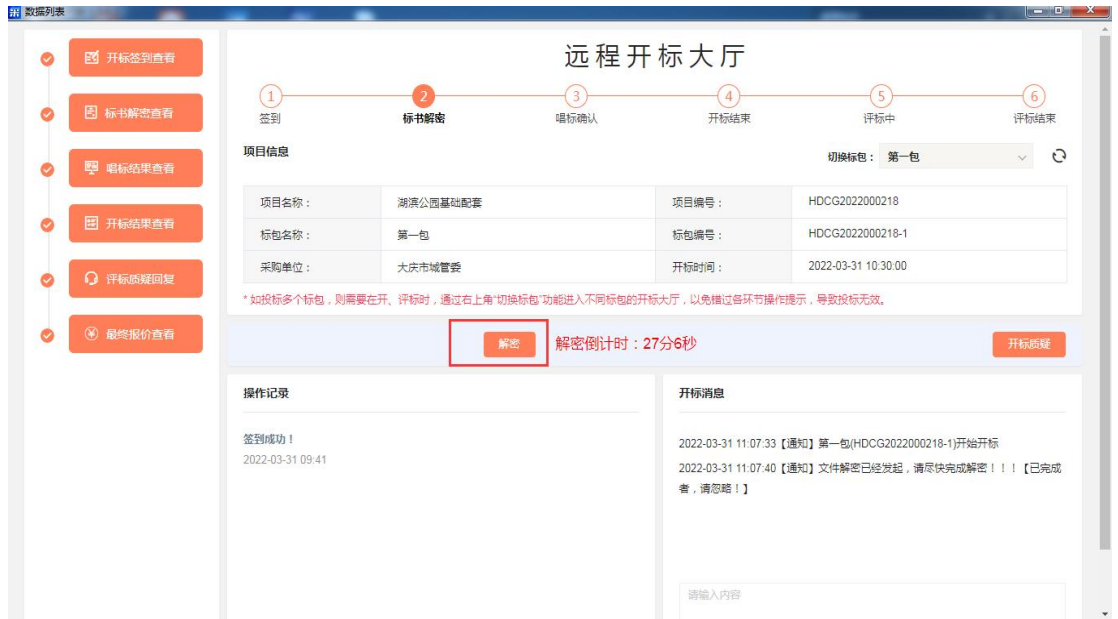 数据列表
开标签到查看
标书解密查看
唱标结果查看
开标结果查看
评标质疑回复
最终报价查看
远程开标大厅
1 2 3 4 5 6
签到 标书解密 唱标确认 开标结束 评标中 评标结束
项目信息 切换标包： 第一包
项目名称： 湖滨公园基础配套 项目编号： HDCG2022000218
标包名称： 第一包 标包编号： HDCG2022000218-1
采购单位： 大庆市城管委 开标时间： 2022-03-31 10:30:00
* 如投标多个标包，则需要在开、评标时，通过右上角“切换标包”功能进入不同标包的开标大厅，以免错过各环节操作提示，导致投标无效。
解密 解密倒计时：27分6秒 开标质疑
操作记录
签到成功！
2022-03-31 09:41
开标消息
2022-03-31 11:07:33【通知】第一包(HDCG2022000218-1)开始开标
2022-03-31 11:07:40【通知】文件解密已经发起，请尽快完成解密！！！【已完成
者，请忽略！】
请输入内容